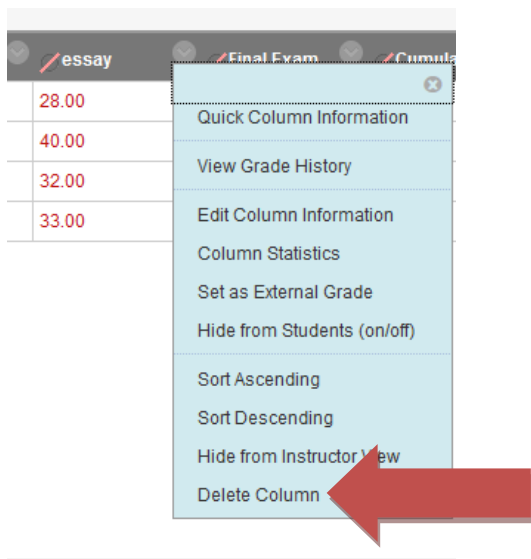 essay Final Exam Cumula
28.00
40.00
32.00
33.00
Quick Column Information
View Grade History
Edit Column Information
Column Statistics
Set as External Grade
Hide from Students (on/off)
Sort Ascending
Sort Descending
Hide from Instructor View
Delete Column